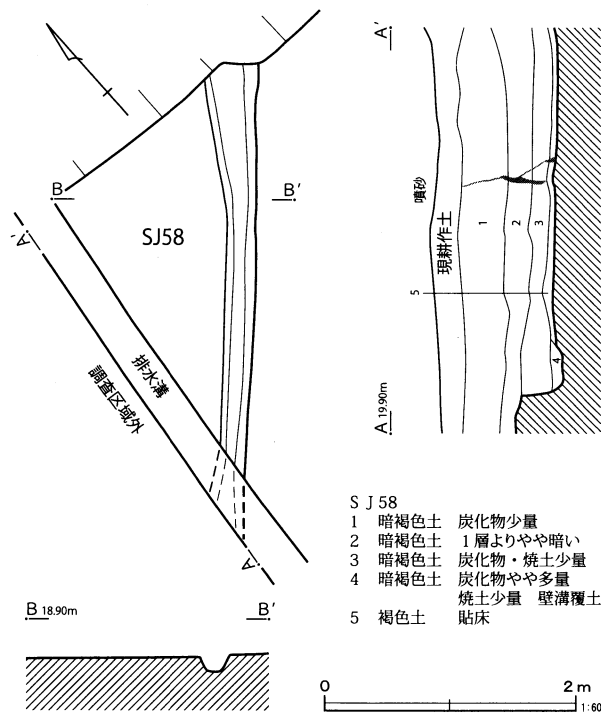 B
B'
SJ58
A'
排水溝
調査区域外
A
B 18.90m
B'
A'
噴砂
現耕作土
1
2
3
4
5
A 19.90m
SJ58
1 暗褐色土 炭化物少量
2 暗褐色土 1層よりやや暗い
3 暗褐色土 炭化物・焼土少量
4 暗褐色土 炭化物やや多量
焼土少量 壁溝覆土
5 褐色土 貼床
0
2m
1:60